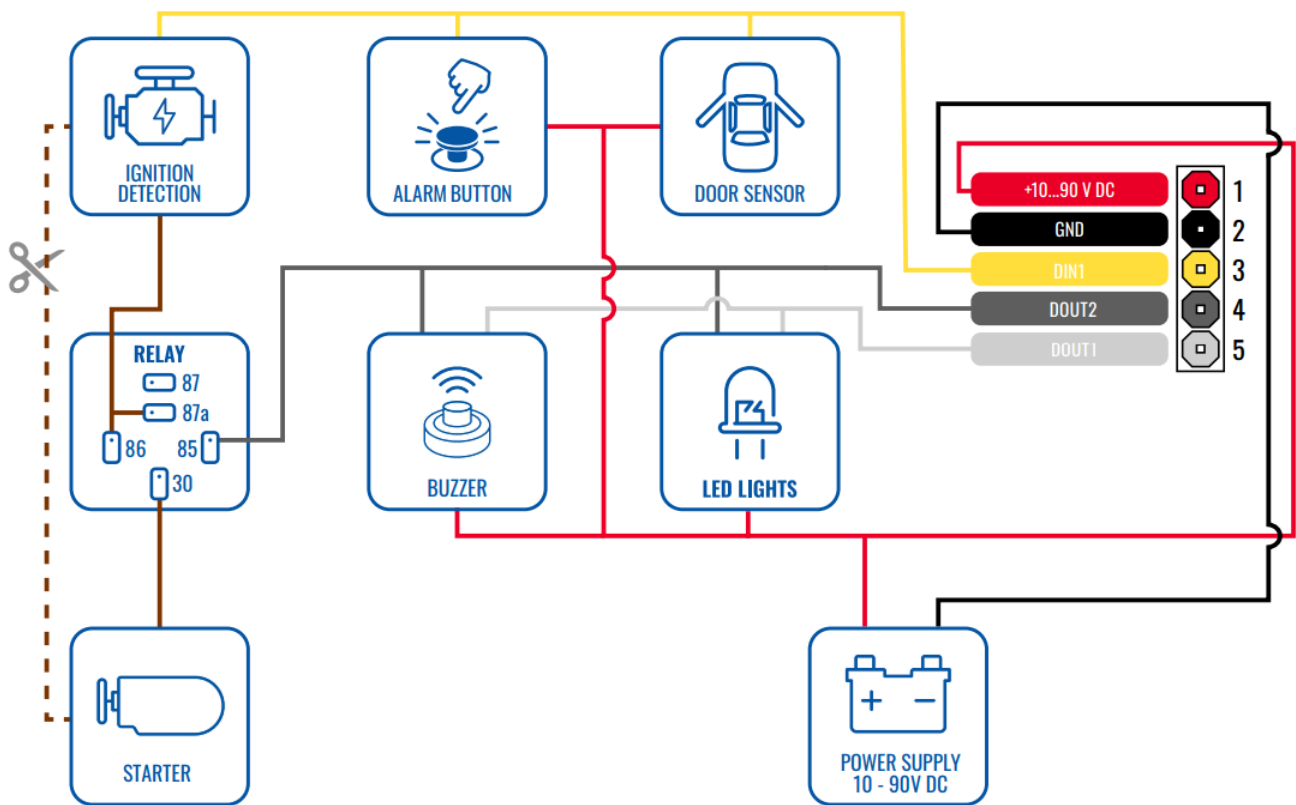 IGNITION
DETECTION
ALARM BUTTON
DOOR SENSOR
+10...90 V DC
1
GND
2
DIN1
3
DOUT2
4
DOUT1
5
RELAY
87
87a
86
85
30
BUZZER
LED LIGHTS
STARTER
+ −
POWER SUPPLY
10 - 90V DC